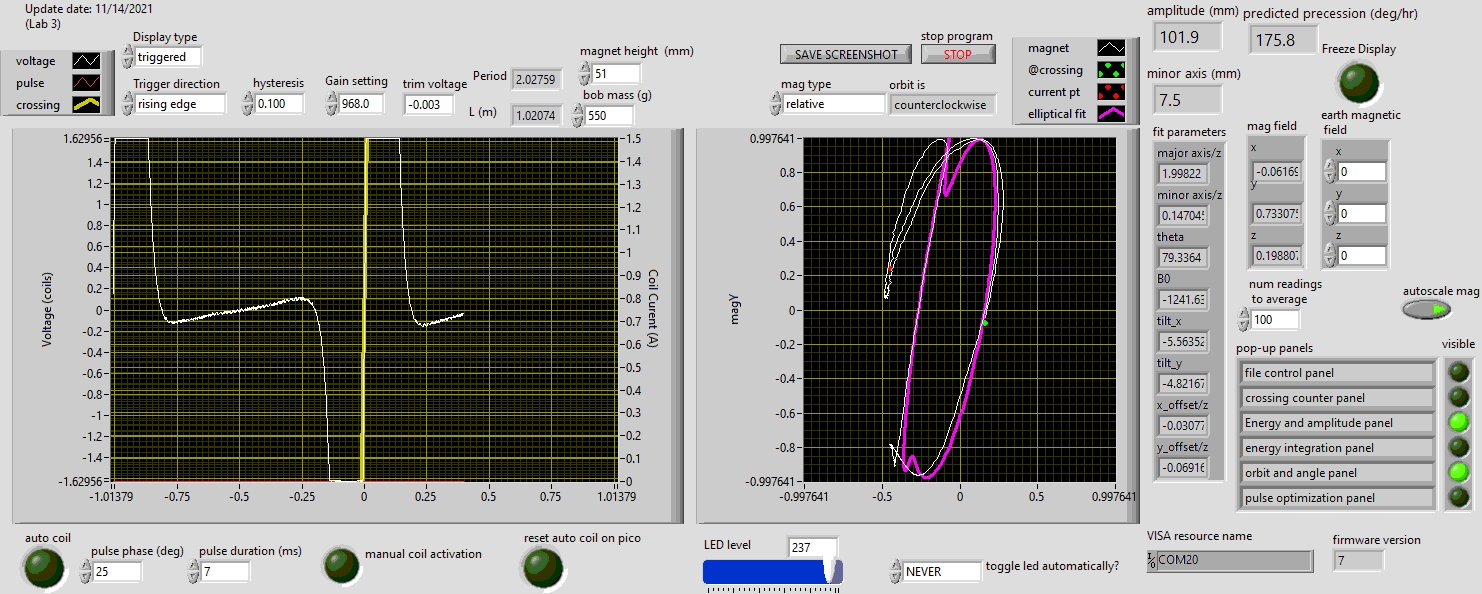 Update date: 11/14/2021
(Lab 3)
voltage
pulse
crossing
Display type
triggered
Trigger direction
rising edge
hysteresis
0.100
Gain setting
968.0
trim voltage
-0.003
Period
2.02759
L (m)
1.02074
magnet height (mm)
51
bob mass (g)
550
stop program
SAVE SCREENSHOT
STOP
mag type
relative
orbit is
counterclockwise
magnet
@crossing
current pt
elliptical fit
amplitude (mm)
101.9
predicted precession (deg/hr)
175.8
minor axis (mm)
7.5
Freeze Display
Voltage (coils)
1.62956
1.4
1.2
1
0.8
0.6
0.4
0.2
0
-0.2
-0.4
-0.6
-0.8
-1
-1.2
-1.4
-1.62956
-1.01379
-0.75
-0.5
-0.25
0
0.25
0.5
0.75
1.01379
1.5
1.4
1.3
1.2
1.1
1
0.9
0.8
0.7
0.6
0.5
0.4
0.3
0.2
0.1
0
Coil Curent (A)
magy
0.997641
0.8
0.6
0.4
0.2
0
-0.2
-0.4
-0.6
-0.8
-0.997641
-0.997641
-0.5
0
0.5
0.997641
fit parameters
major axis/z
1.99822
minor axis/z
0.14704
theta
79.3364
B0
-1241.63
tilt_x
-5.56352
tilt_y
-4.82167
x_offset/z
-0.03077
y_offset/z
-0.06916
mag field
x
-0.06169
y
0.73307
z
0.198807
earth magnetic
field
x
0
y
0
z
0
num readings
to average
100
autoscale mag
pop-up panels
visible
file control panel
crossing counter panel
Energy and amplitude panel
energy integration panel
orbit and angle panel
pulse optimization panel
auto coil
pulse phase (deg)
25
pulse duration (ms)
7
manual coil activation
reset auto coil on pico
LED level
237
NEVER
toggle led automatically?
VISA resource name
COM20
firmware version
7